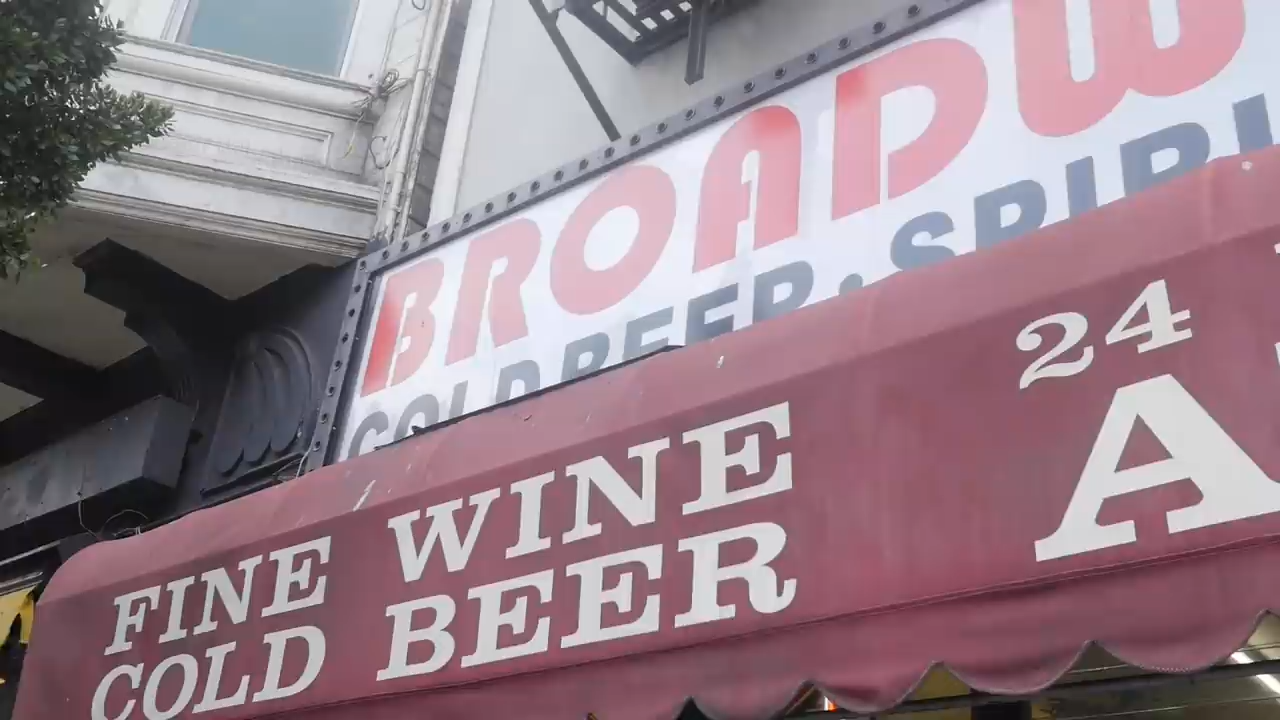 BROADW
COLD BEER · SPIRI
FINE WINE
COLD BEER
24
A